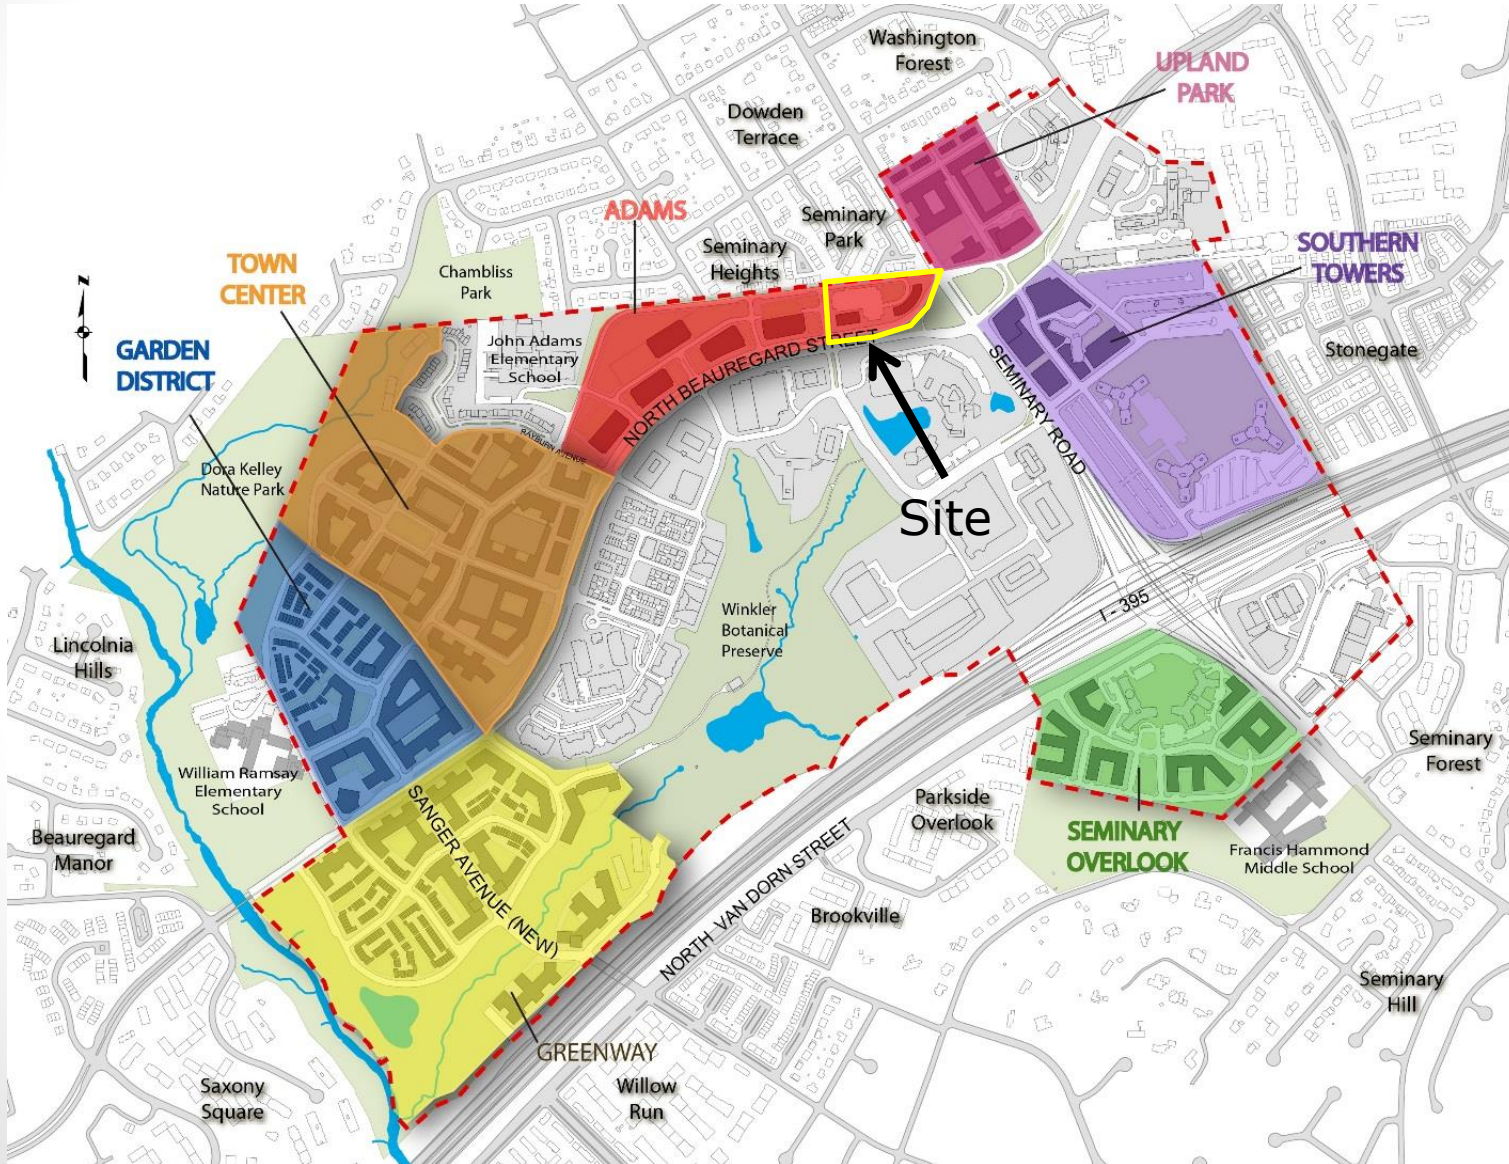 Washington
Forest
UPLAND
PARK
Dowden
Terrace
ADAMS
Seminary
Park
Seminary
Heights
SOUTHERN
TOWERS
TOWN
CENTER
Chambliss
Park
N
GARDEN
DISTRICT
John Adams
Elementary
School
NORTH BEAUREGARD STREET
SEMINARY ROAD
Stonegate
RAYBURN AVENUE
Dora Kelley
Nature Park
Site
Winkler
Botanical
Preserve
I - 395
Lincolnia
Hills
William Ramsay
Elementary
School
Seminary
Forest
Beauregard
Manor
SANGER AVENUE (NEW)
Parkside
Overlook
SEMINARY
OVERLOOK
Francis Hammond
Middle School
NORTH VAN DORN STREET
Brookville
Seminary
Hill
GREENWAY
Saxony
Square
Willow
Run